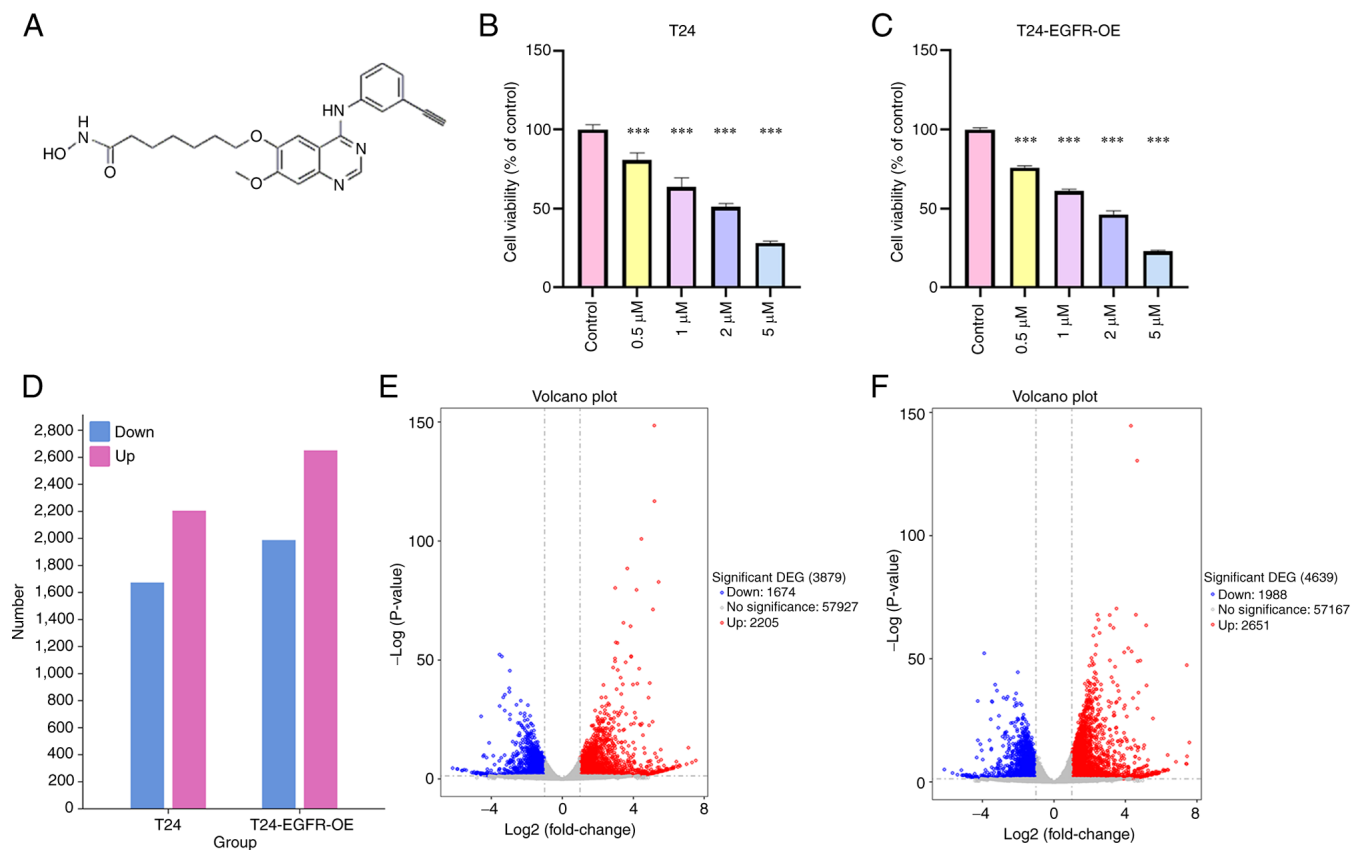 A
HN
H
N
HO
O
O
O
N
N
B
T24
Cell viability (% of control)
150
100
50
0
***
***
***
***
Control
0.5 μM
1 μM
2 μM
5 μM
C
T24-EGFR-OE
Cell viability (% of control)
150
100
50
0
***
***
***
***
Control
0.5 μM
1 μM
2 μM
5 μM
D
Number
2,800
2,600
2,400
2,200
2,000
1,800
1,600
1,400
1,200
1,000
800
600
400
200
0
Down
Up
T24
T24-EGFR-OE
Group
E
Volcano plot
−Log (P-value)
150
100
50
0
−4
0
4
8
Log2 (fold-change)
Significant DEG (3879)
Down: 1674
No significance: 57927
Up: 2205
F
Volcano plot
−Log (P-value)
150
100
50
0
−4
0
4
8
Log2 (fold-change)
Significant DEG (4639)
Down: 1988
No significance: 57167
Up: 2651